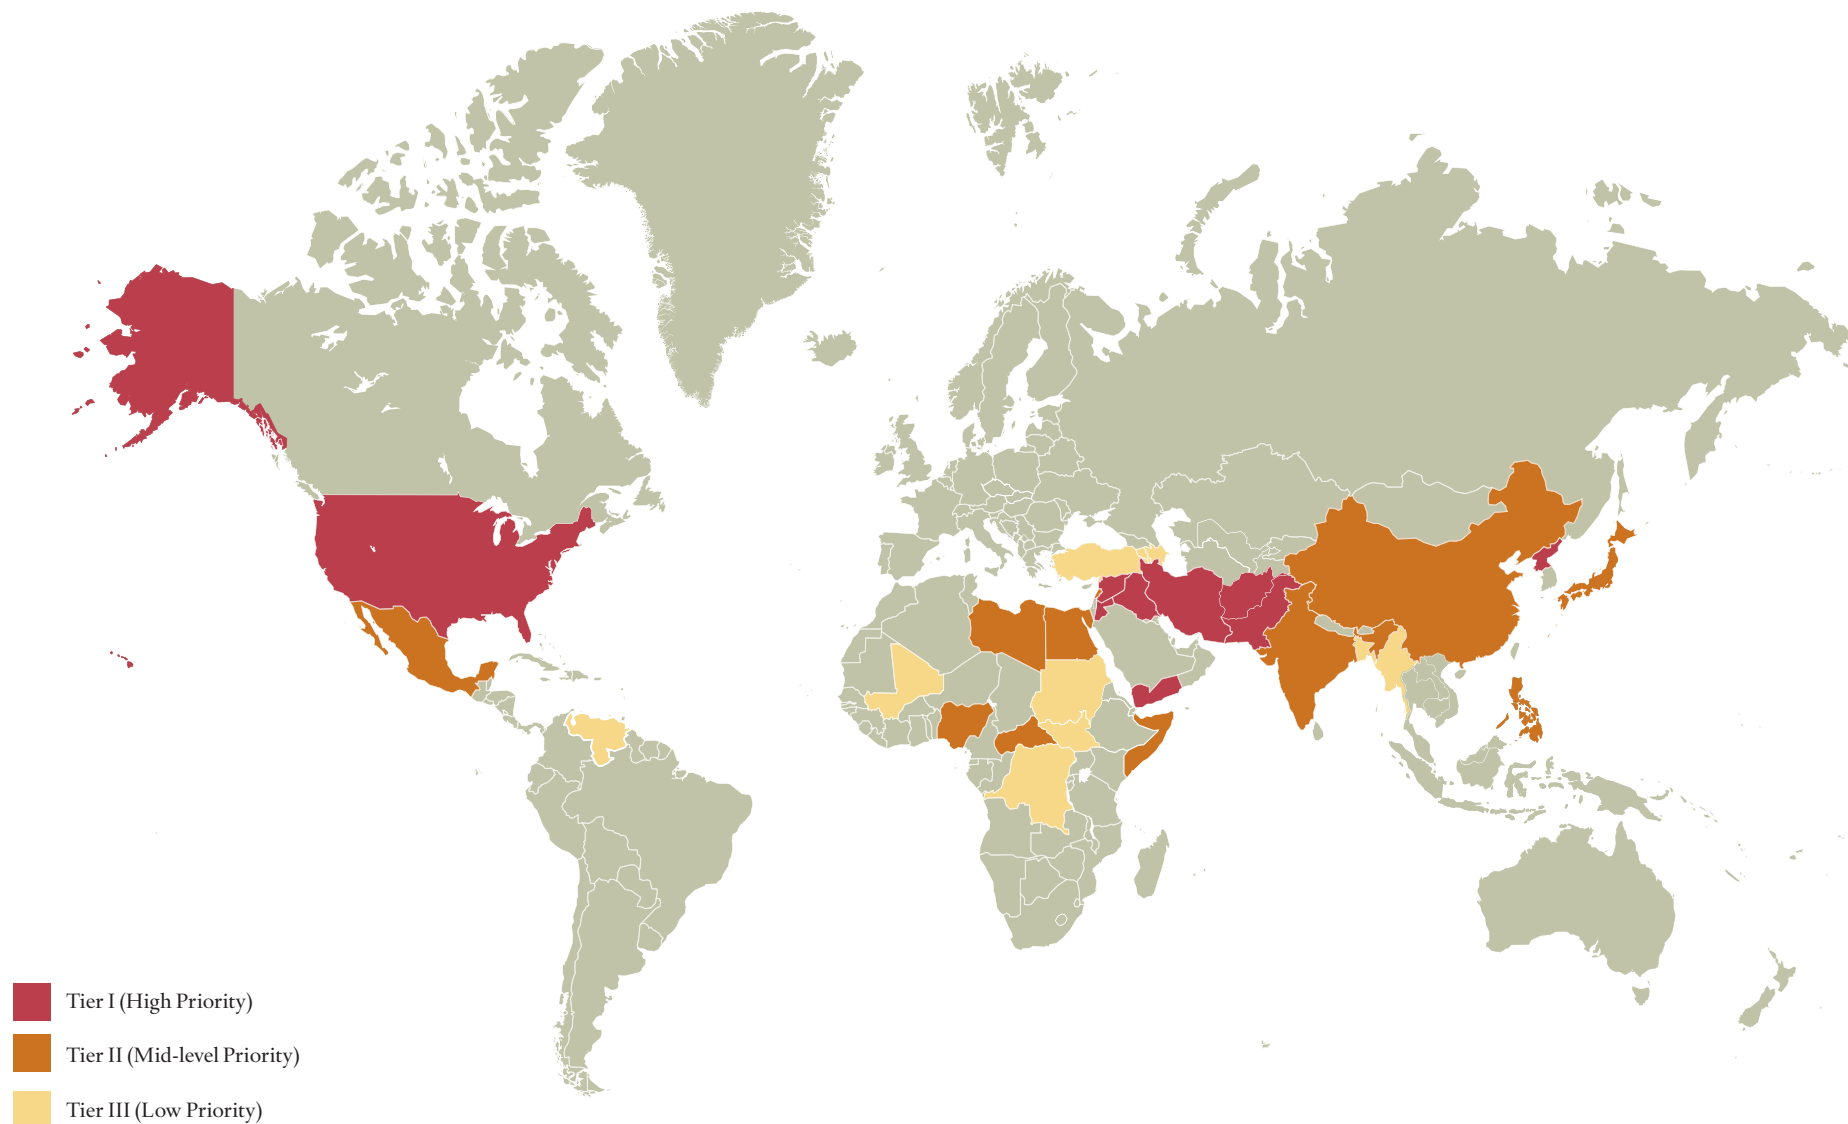 Tier I (High Priority)
Tier II (Mid-level Priority)
Tier III (Low Priority)